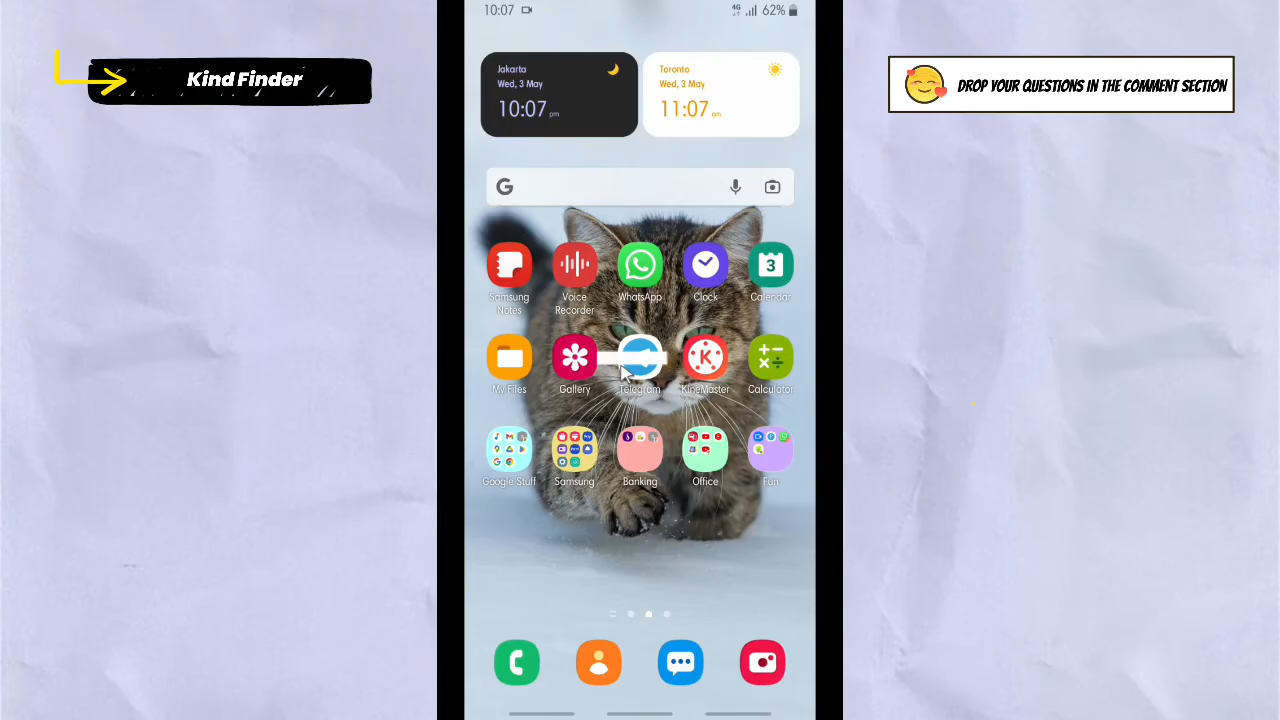 Kind Finder
DROP YOUR QUESTIONS IN THE COMMENT SECTION
10:07
4G
62%
Jakarta
Wed, 3 May
10:07 pm
Toronto
Wed, 3 May
11:07 am
G
Samsung Notes
Voice Recorder
WhatsApp
Clock
3
Calendar
My Files
Gallery
Telegram
K
KineMaster
Calculator
Google Stuff
Samsung
Banking
Office
Fun